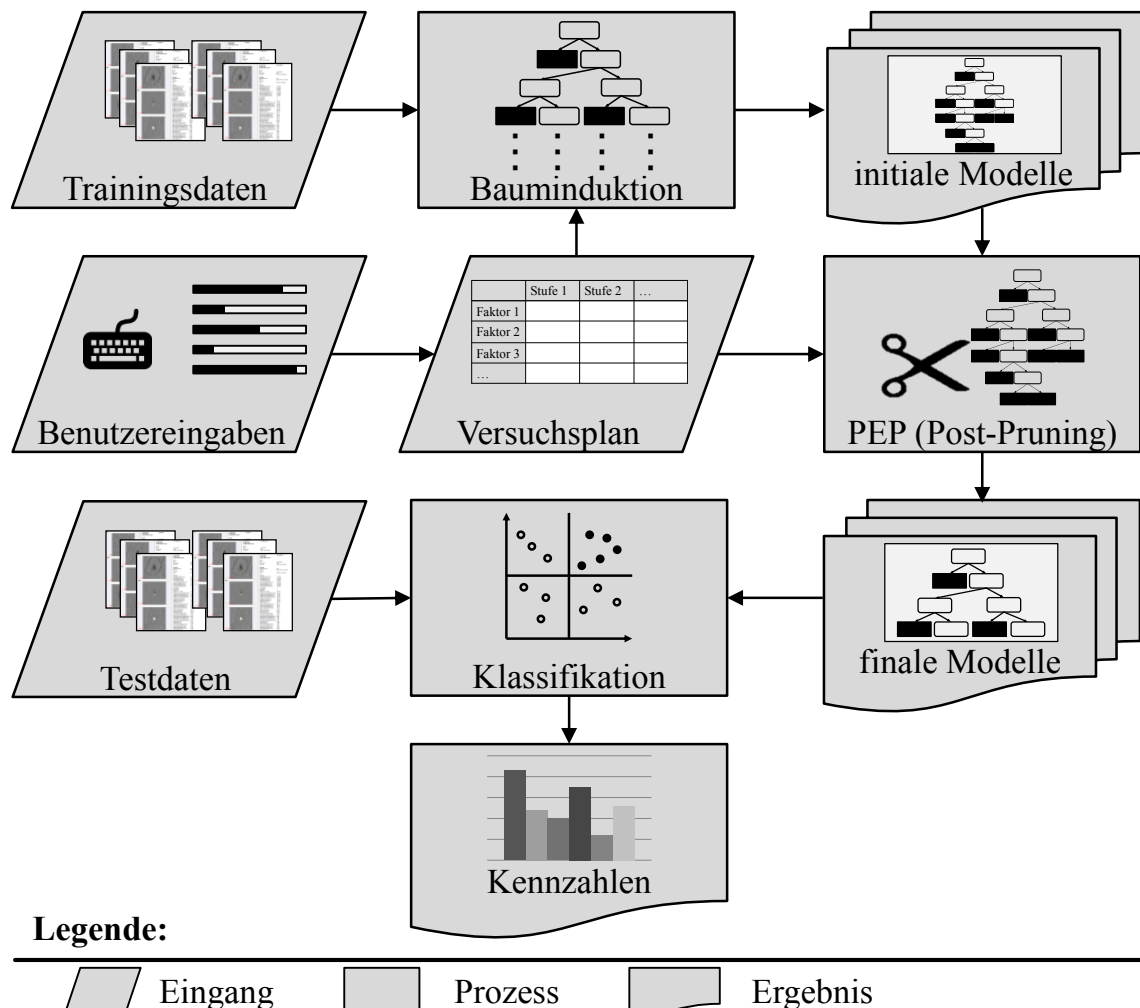 Trainingsdaten
Bauminduktion
initiale Modelle
Benutzereingaben
Stufe 1 Stufe 2 …
Faktor 1
Faktor 2
Faktor 3
…
Versuchsplan
PEP (Post-Pruning)
Testdaten
Klassifikation
finale Modelle
Kennzahlen
Legende:
Eingang Prozess Ergebnis